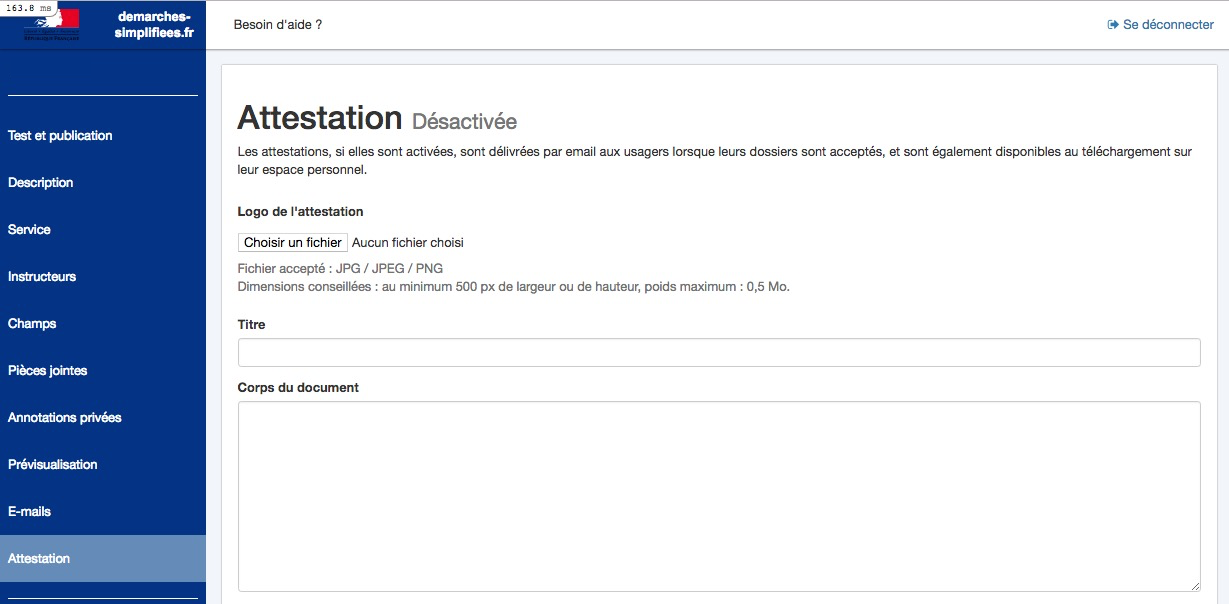 163.8 ms
demarches-
simplifiees.fr
Besoin d'aide ?
Se déconnecter
Test et publication
Description
Service
Instructeurs
Champs
Pièces jointes
Annotations privées
Prévisualisation
E-mails
Attestation
Attestation Désactivée
Les attestations, si elles sont activées, sont délivrées par email aux usagers lorsque leurs dossiers sont acceptés, et sont également disponibles au téléchargement sur
leur espace personnel.
Logo de l'attestation
Choisir un fichier Aucun fichier choisi
Fichier accepté : JPG / JPEG / PNG
Dimensions conseillées : au minimum 500 px de largeur ou de hauteur, poids maximum : 0,5 Mo.
Titre
Corps du document